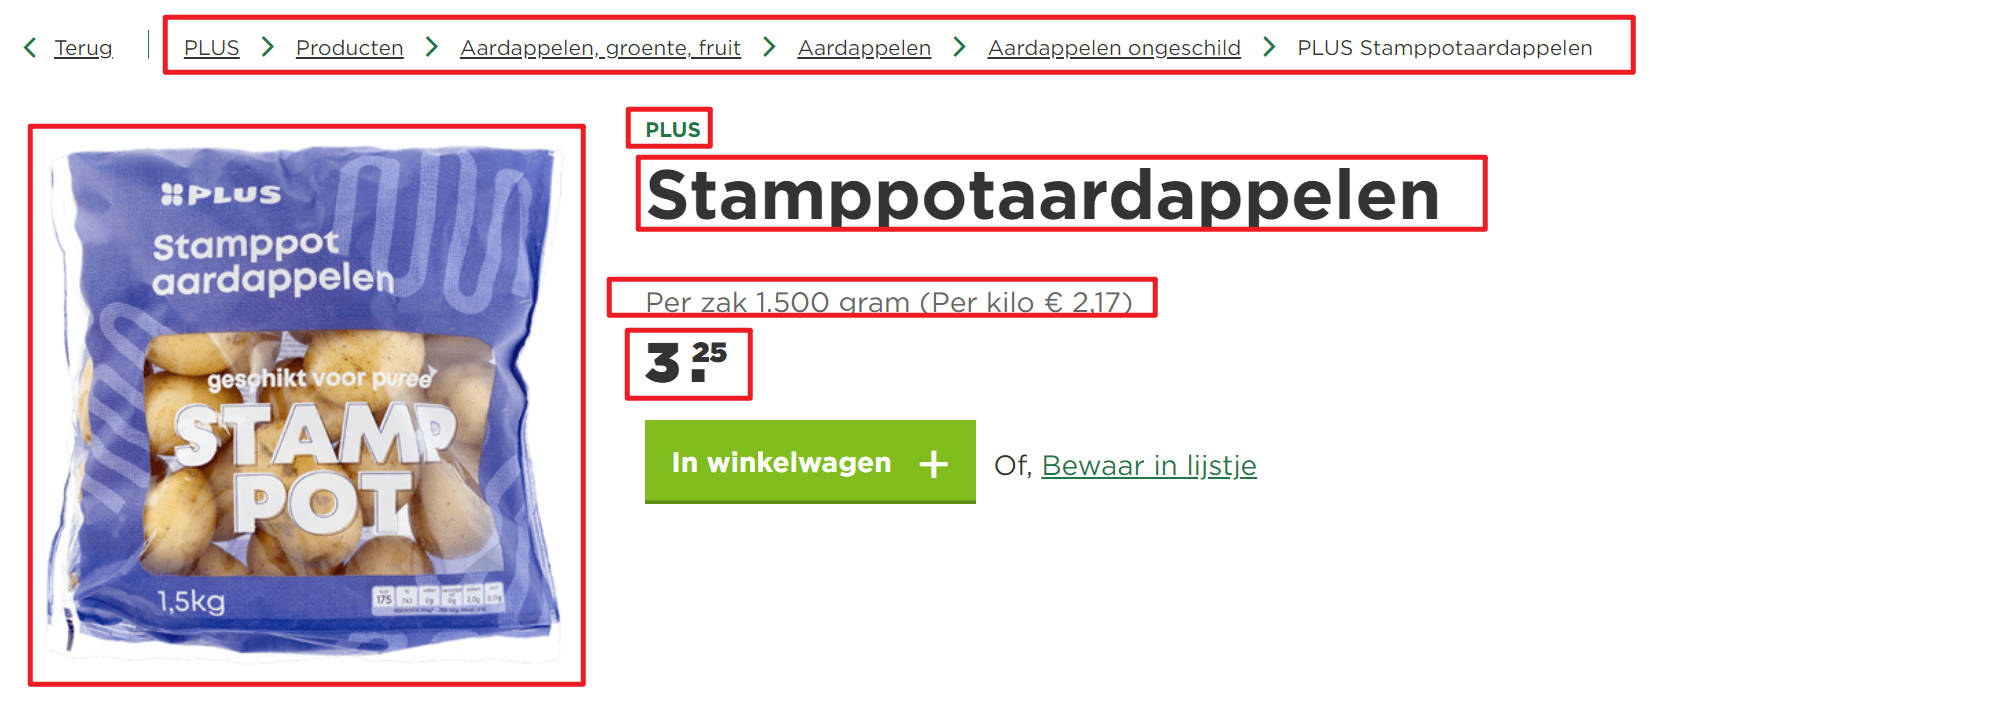 Terug
PLUS > Producten > Aardappelen, groente, fruit > Aardappelen > Aardappelen ongeschild > PLUS Stamppotaardappelen
PLUS
Stamppotaardappelen
Per zak 1.500 gram (Per kilo € 2,17)
3.25
In winkelwagen +
Of, Bewaar in lijstje
PLUS
Stamppot
aardappelen
geschikt voor puree
STAMP
POT
1,5kg
175